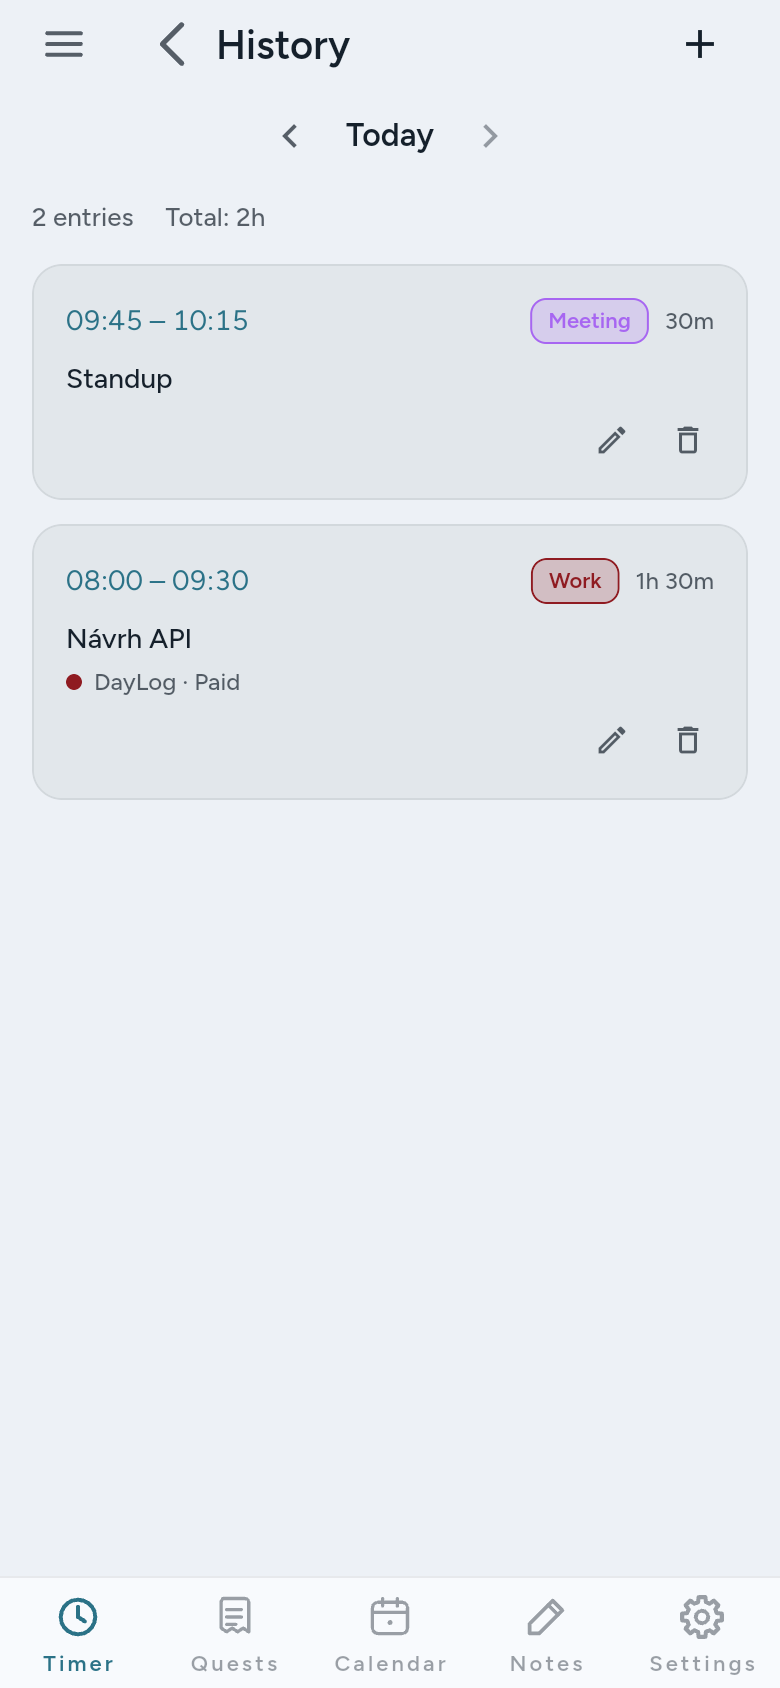 History
Today
2 entries Total: 2h
09:45 – 10:15 Meeting 30m
Standup
08:00 – 09:30 Work 1h 30m
Návrh API
DayLog · Paid
Timer Quests Calendar Notes Settings